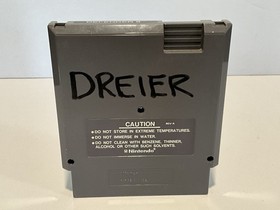 DREIER
CAUTION
•DO NOT STORE IN EXTREME TEMPERATURES.
•DO NOT IMMERSE IN WATER.
•DO NOT CLEAN WITH BENZENE, THINNER,
ALCOHOL OR OTHER SUCH SOLVENTS.
Nintendo